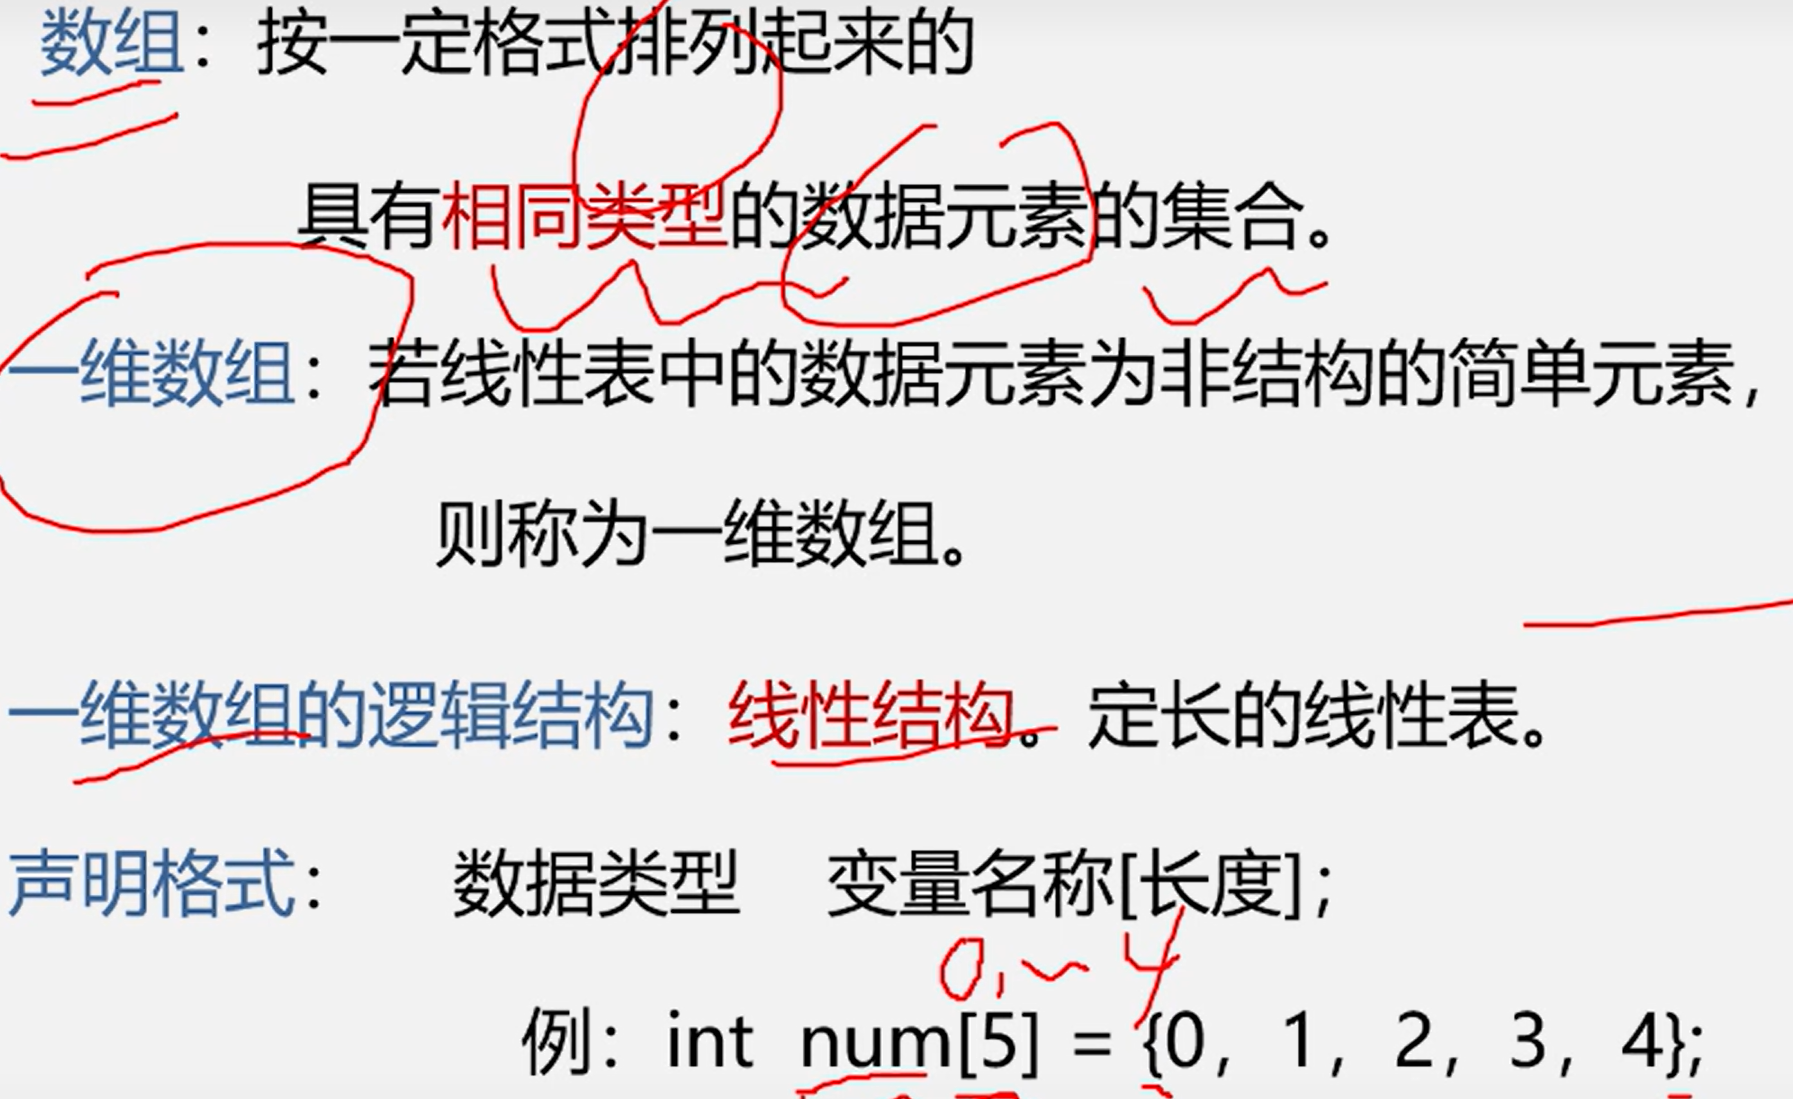 数组：按一定格式排列起来的
具有相同类型的数据元素的集合。
一维数组：若线性表中的数据元素为非结构的简单元素，
则称为一维数组。
一维数组的逻辑结构：线性结构。定长的线性表。
声明格式： 数据类型 变量名称[长度]；
0, ~ 4
例：int num[5] = {0, 1, 2, 3, 4};